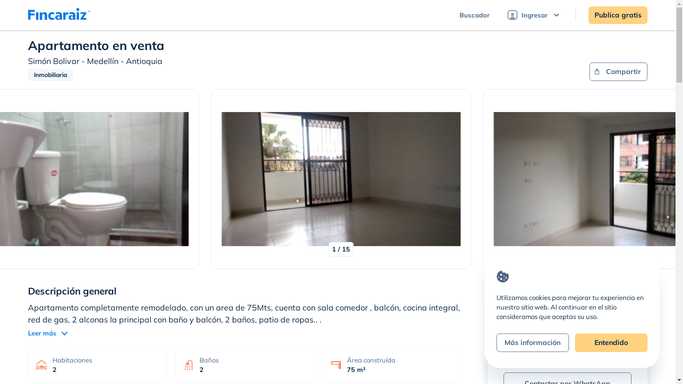 Fincaraiz
Buscador
Ingresar
Publica gratis
Apartamento en venta
Simón Bolivar - Medellín - Antioquia
Inmobiliaria
Compartir
1 / 15
Descripción general
Apartamento completamente remodelado, con un area de 75Mts, cuenta con sala comedor , balcón, cocina integral,
red de gas, 2 alconas la principal con baño y balcón, 2 baños, patio de ropas.. .
Leer más
Habitaciones
2
Baños
2
Área construída
75 m²
Utilizamos cookies para mejorar tu experiencia en
nuestro sitio web. Al continuar en el sitio
consideramos que aceptas su uso.
Más información
Entendido
Contactar por WhatsApp